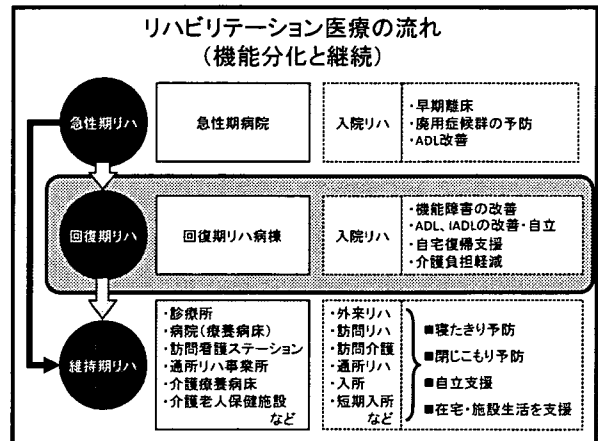 リハビリテーション医療の流れ
(機能分化と継続)
急性期リハ
急性期病院
入院リハ
・早期離床
・廃用症候群の予防
・ADL改善
回復期リハ
回復期リハ病棟
入院リハ
・機能障害の改善
・ADL、IADLの改善・自立
・自宅復帰支援
・介護負担軽減
維持期リハ
・診療所
・病院(療養病床)
・訪問看護ステーション
・通所リハ事業所
・介護療養病床
・介護老人保健施設
など
・外来リハ
・訪問リハ
・訪問介護
・通所リハ
・入所
・短期入所
など
■寝たきり予防
■閉じこもり予防
■自立支援
■在宅・施設生活を支援